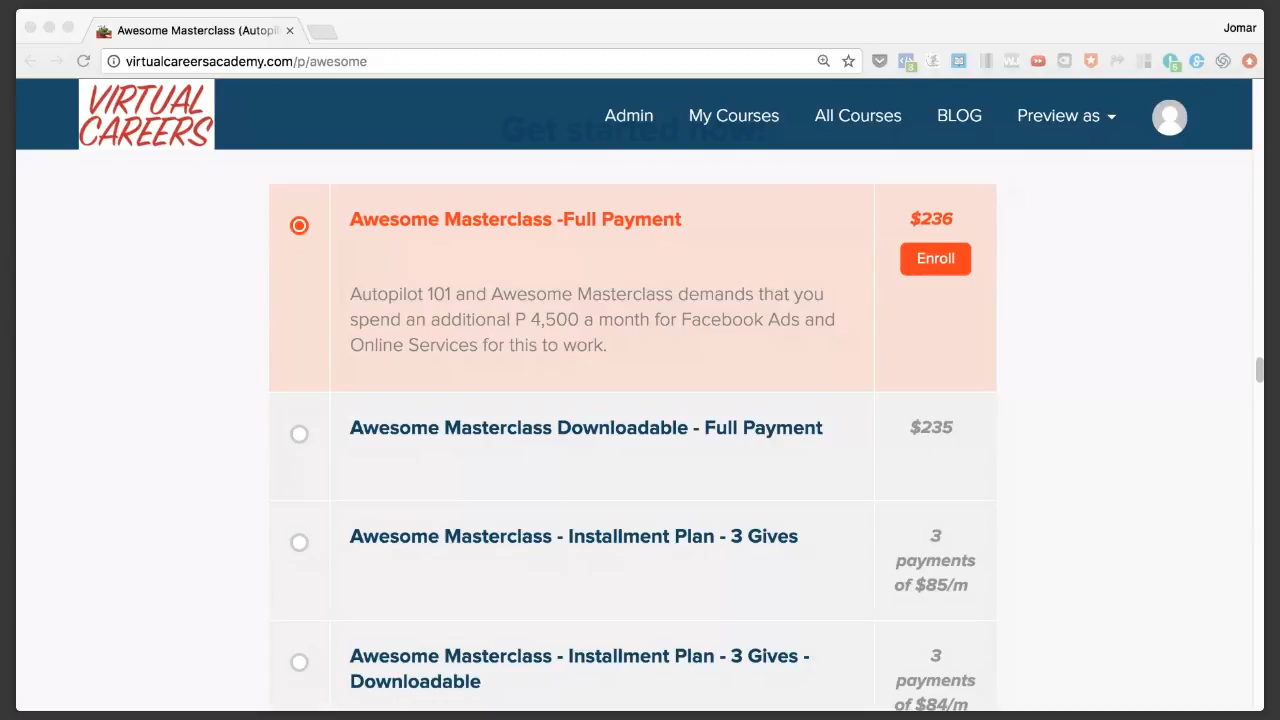 Awesome Masterclass (Autopil
Jomar
virtualcareersacademy.com/p/awesome
VIRTUAL
CAREERS
Admin
My Courses
All Courses
BLOG
Preview as
Get started now!
Awesome Masterclass -Full Payment
$236
Enroll
Autopilot 101 and Awesome Masterclass demands that you
spend an additional P 4,500 a month for Facebook Ads and
Online Services for this to work.
Awesome Masterclass Downloadable - Full Payment
$235
Awesome Masterclass - Installment Plan - 3 Gives
3
payments
of $85/m
Awesome Masterclass - Installment Plan - 3 Gives -
Downloadable
3
payments
of $84/m